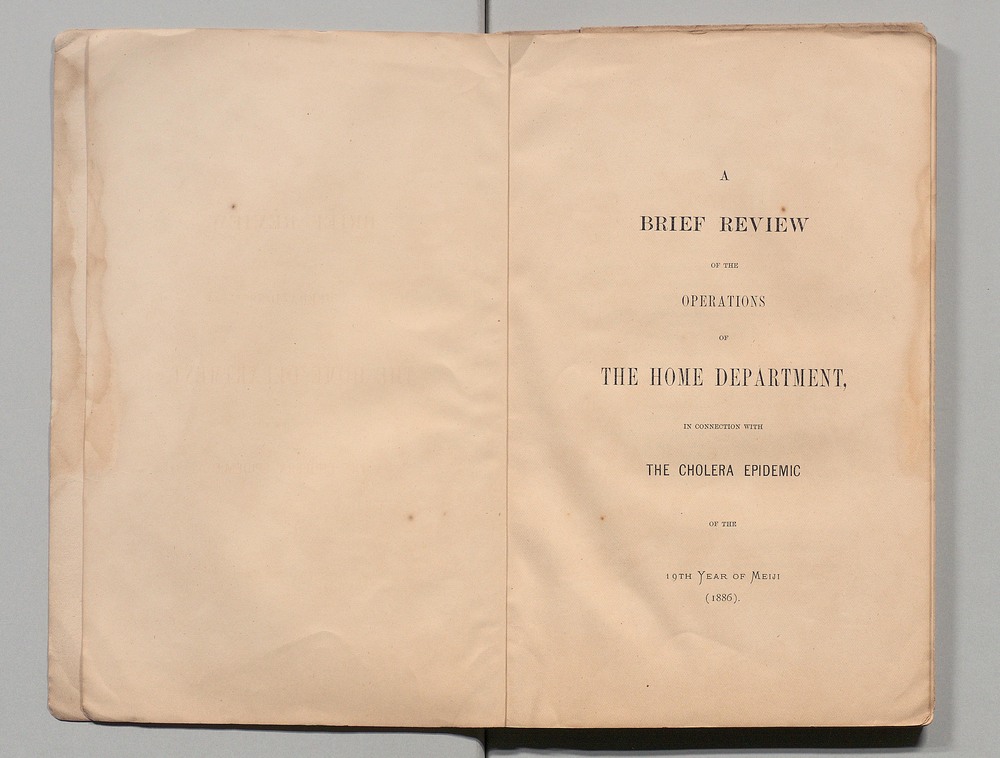 A
BRIEF REVIEW
OF THE
OPERATIONS
OF
THE HOME DEPARTMENT,
IN CONNECTION WITH
THE CHOLERA EPIDEMIC
OF THE
19TH YEAR OF MEIJI
(1886).